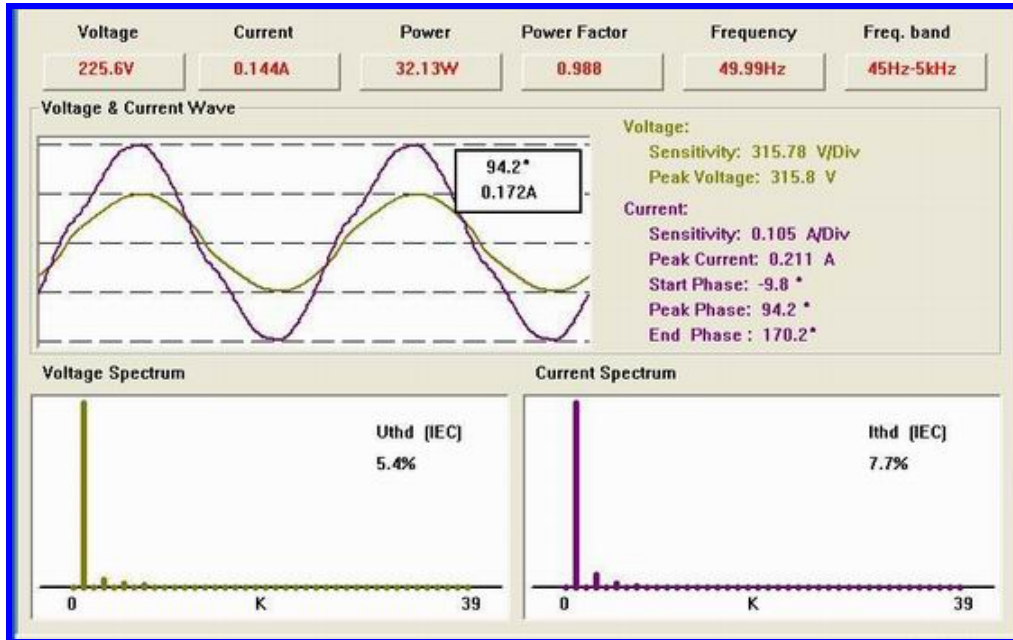 Voltage Current Power Power Factor Frequency Freq. band
225.6V 0.144A 32.13W 0.988 49.99Hz 45Hz-5kHz
Voltage & Current Wave
94.2°
0.172A
Voltage:
Sensitivity: 315.78 V/Div
Peak Voltage: 315.8 V
Current:
Sensitivity: 0.105 A/Div
Peak Current: 0.211 A
Start Phase: -9.8 °
Peak Phase: 94.2 °
End Phase : 170.2°
Voltage Spectrum Current Spectrum
Uthd (IEC)
5.4%
0 K 39
Ithd (IEC)
7.7%
0 K 39